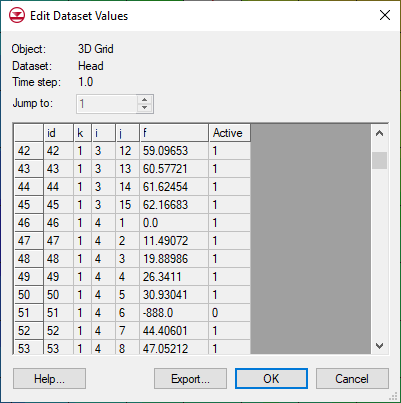 Edit Dataset Values
Object: 3D Grid
Dataset: Head
Time step: 1.0
Jump to: 1
id k i j f Active
42 42 1 3 12 59.09653 1
43 43 1 3 13 60.57721 1
44 44 1 3 14 61.62454 1
45 45 1 3 15 62.16683 1
46 46 1 4 1 0.0 1
47 47 1 4 2 11.49072 1
48 48 1 4 3 19.88986 1
49 49 1 4 4 26.3411 1
50 50 1 4 5 30.93041 1
51 51 1 4 6 -888.0 0
52 52 1 4 7 44.40601 1
53 53 1 4 8 47.05212 1
Help... Export... OK Cancel